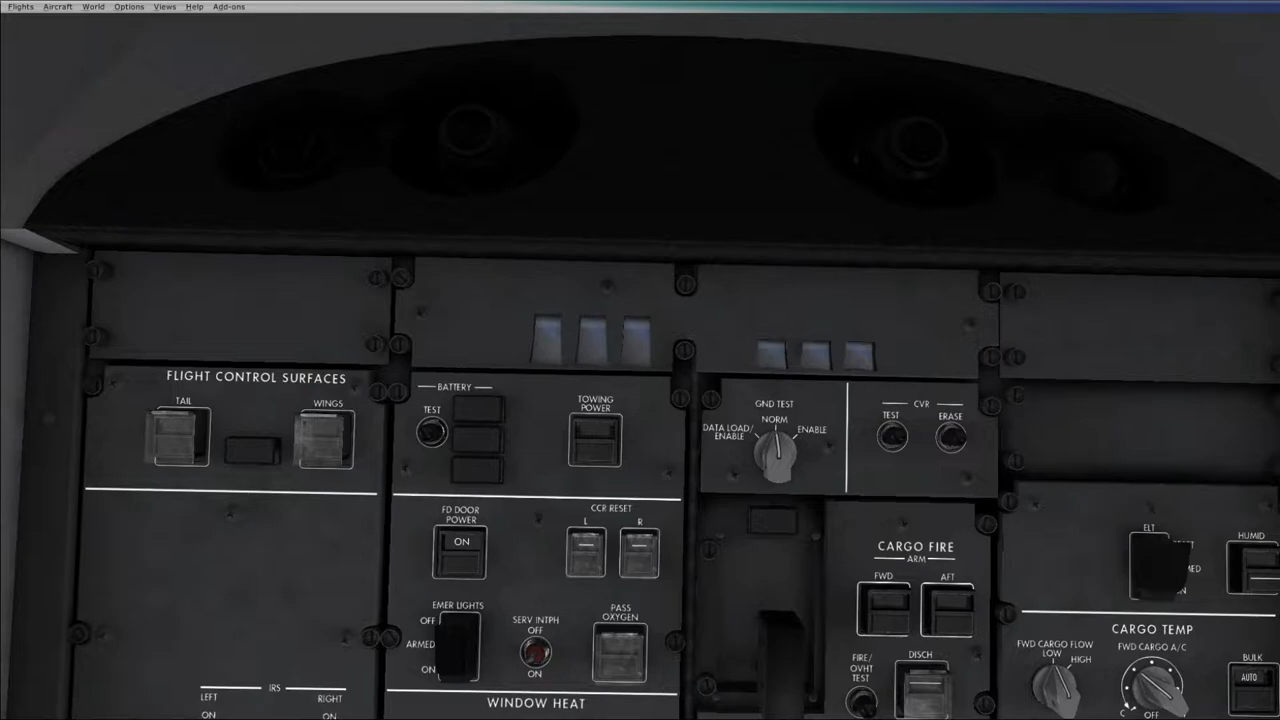 Flights Aircraft World Options Views Help Add-ons
FLIGHT CONTROL SURFACES
TAIL
WINGS
BATTERY
TEST
TOWING
POWER
GND TEST
NORM
DATA LOAD/
ENABLE
ENABLE
CVR
TEST
ERASE
FD DOOR
POWER
ON
CCR RESET
L
R
EMER LIGHTS
OFF
ARMED
ON
SERV INTPH
OFF
ON
PASS
OXYGEN
WINDOW HEAT
IRS
LEFT
ON
RIGHT
ON
CARGO FIRE
ARM
FWD
AFT
FIRE/
OVHT
TEST
DISCH
ELT
HUMID
CARGO TEMP
FWD CARGO FLOW
LOW
HIGH
FWD CARGO A/C
C
OFF
BULK
AUTO